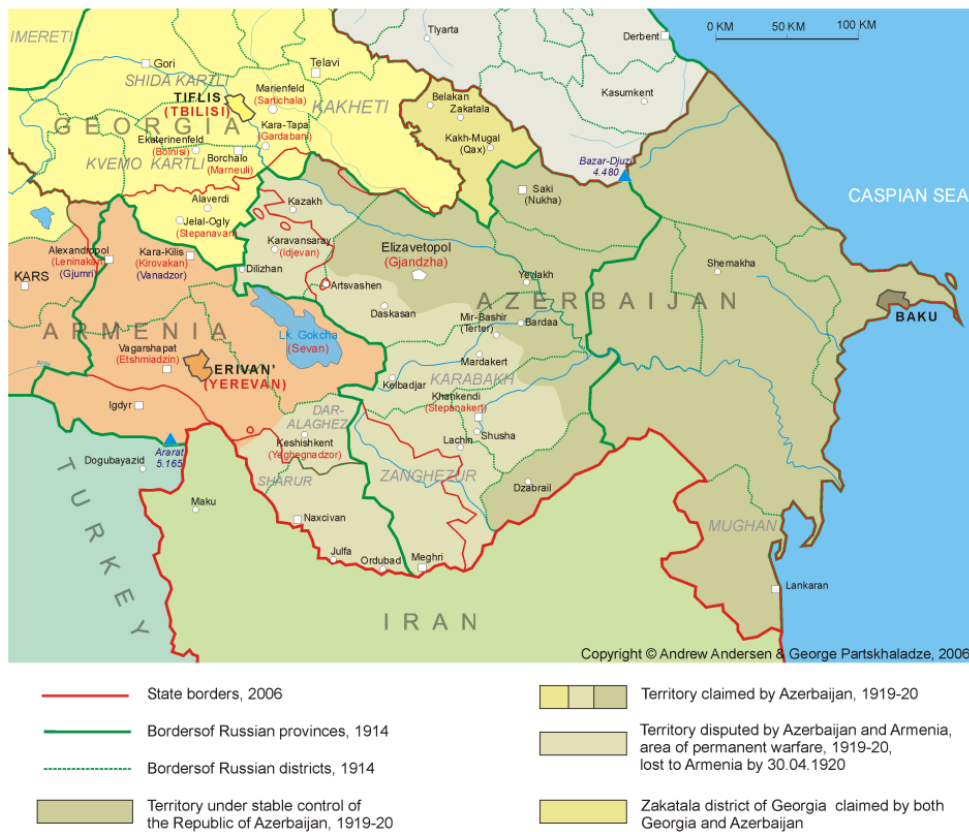 IMERETI
Gori
SHIDA KARTLI
TIFLIS
(TBILISI)
GEORGIA
Ekaterinenfeld
(Bolnisi)
KVEMO KARTLI
Borchalo
(Marneuli)
Telavi
Marienfeld
(Sartichala)
KAKHETI
Kara-Tapa
(Gardabani)
Tlyarta
Derbent
Kasumkent
0 KM
50 KM
100 KM
Belakan
Zakatala
Kakh-Mugal
(Qax)
Bazar-Djuzi
4.480
CASPIAN SEA
Alaverdi
Jelal-Ogly
(Stepanavan)
Kazakh
Karavansaray
(Idjevan)
Dilizhan
Artsvashen
Saki
(Nukha)
Elizavetopol
(Gjandzha)
Alexandropol
(Leninakan)
(Gjumri)
Kara-Kilis
(Kirovakan)
(Vanadzor)
KARS
ARMENIA
Vagarshapat
(Etshmiadzin)
ERIVAN'
(YEREVAN)
Lk. Gokcha
(Sevan)
Igdyr
Ararat
5.165
Dogubayazid
TURKEY
Daskasan
Yevlakh
AZERBAIJAN
Shemakha
BAKU
Mir-Bashir
(Terter)
Bardaa
Mardakert
Kelbadjar
KARABAKH
Khankendi
(Stepanakert)
Shusha
Lachin
DAR-
ALAGHEZ
Keshishkent
(Yeghegnadzor)
SHARUR
ZANGHEZUR
Dzabrail
Maku
Naxcivan
Julfa
Ordubad
Meghri
MUGHAN
Lankaran
IRAN
Copyright © Andrew Andersen & George Partskhaladze, 2006
State borders, 2006
Bordersof Russian provinces, 1914
Bordersof Russian districts, 1914
Territory under stable control of
the Republic of Azerbaijan, 1919-20
Territory claimed by Azerbaijan, 1919-20
Territory disputed by Azerbaijan and Armenia,
area of permanent warfare, 1919-20,
lost to Armenia by 30.04.1920
Zakatala district of Georgia claimed by both
Georgia and Azerbaijan